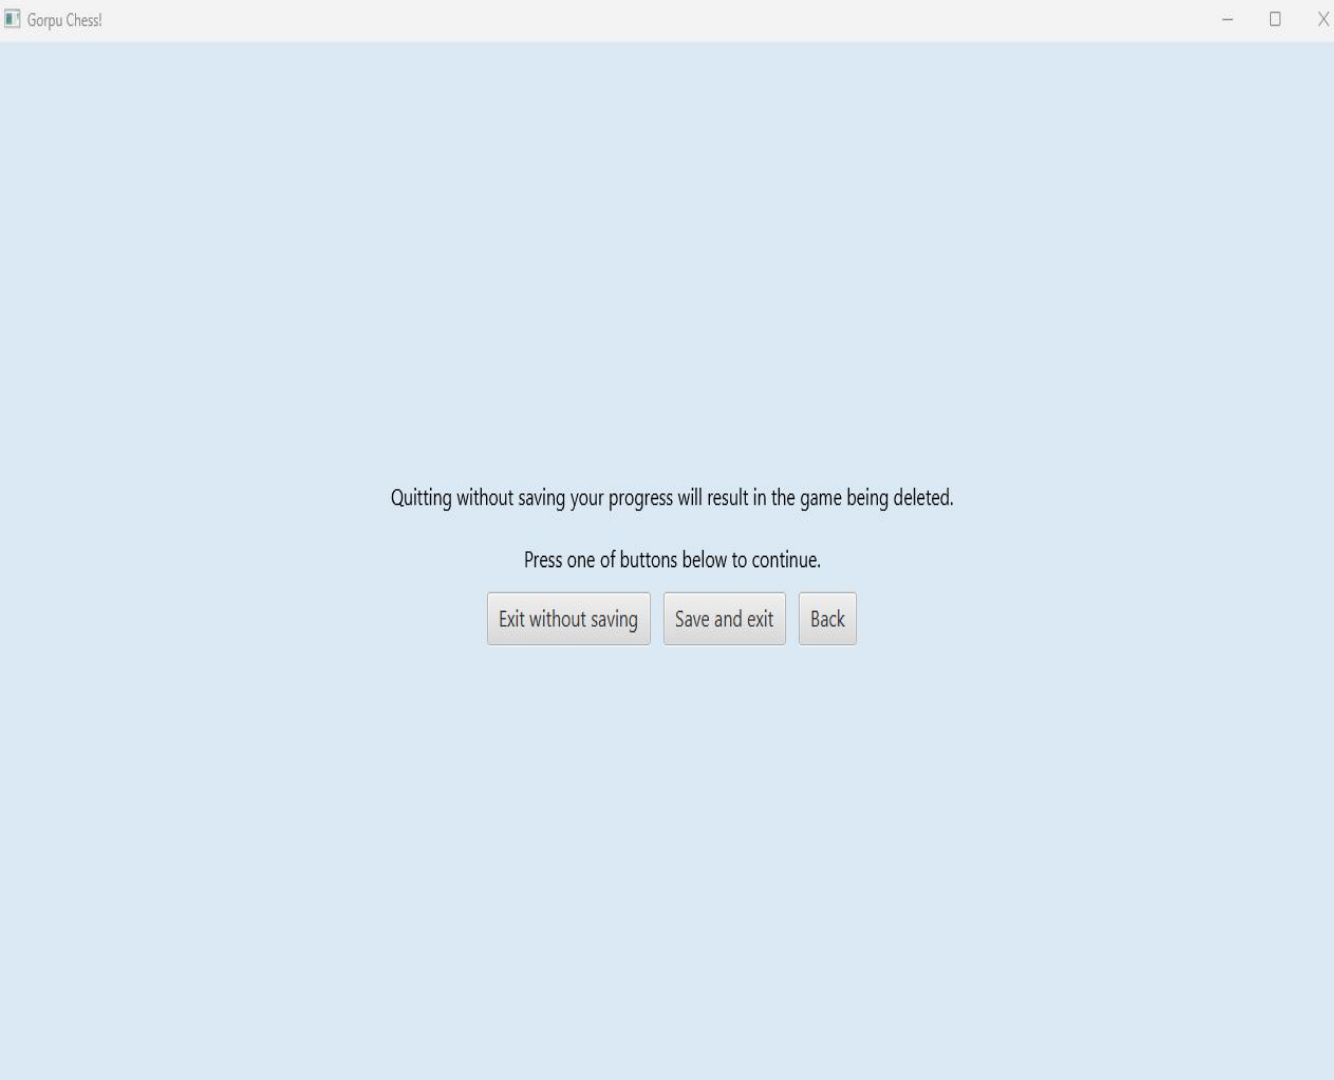 Gorpu Chess!
Quitting without saving your progress will result in the game being deleted.
Press one of buttons below to continue.
Exit without saving Save and exit Back